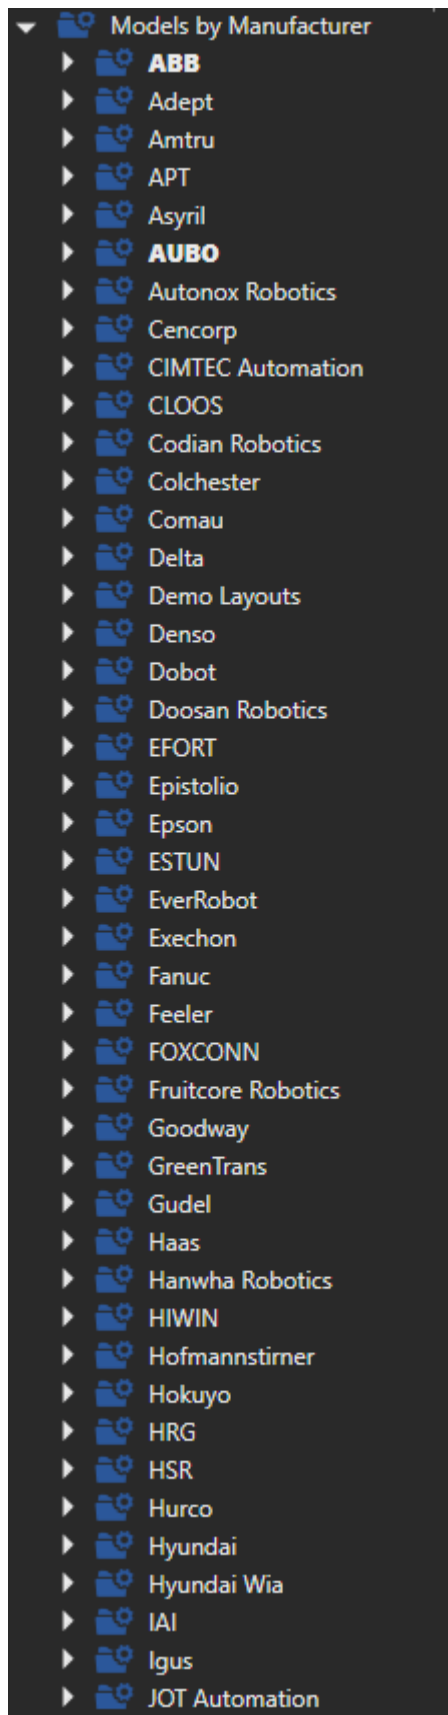 Models by Manufacturer
ABB
Adept
Amtru
APT
Asyril
AUBO
Autonox Robotics
Cencorp
CIMTEC Automation
CLOOS
Codian Robotics
Colchester
Comau
Delta
Demo Layouts
Denso
Dobot
Doosan Robotics
EFORT
Epistolio
Epson
ESTUN
EverRobot
Exechon
Fanuc
Feeler
FOXCONN
Fruitcore Robotics
Goodway
GreenTrans
Gudel
Haas
Hanwha Robotics
HIWIN
Hofmannstirner
Hokuyo
HRG
HSR
Hurco
Hyundai
Hyundai Wia
IAI
Igus
JOT Automation